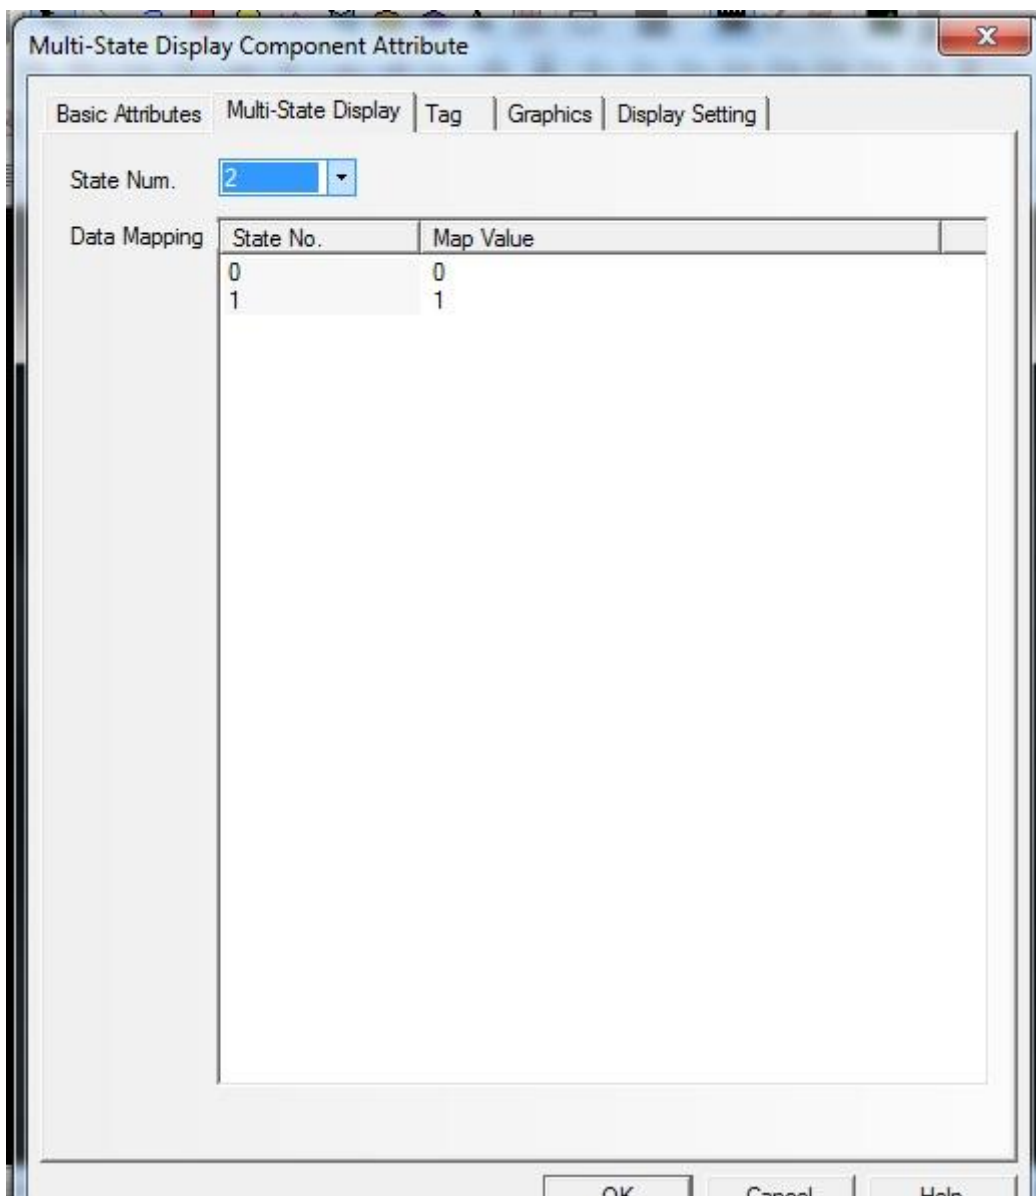 Multi-State Display Component Attribute
Basic Attributes Multi-State Display Tag Graphics Display Setting
State Num. 2
Data Mapping State No. Map Value
0 0
1 1
OK Cancel Help